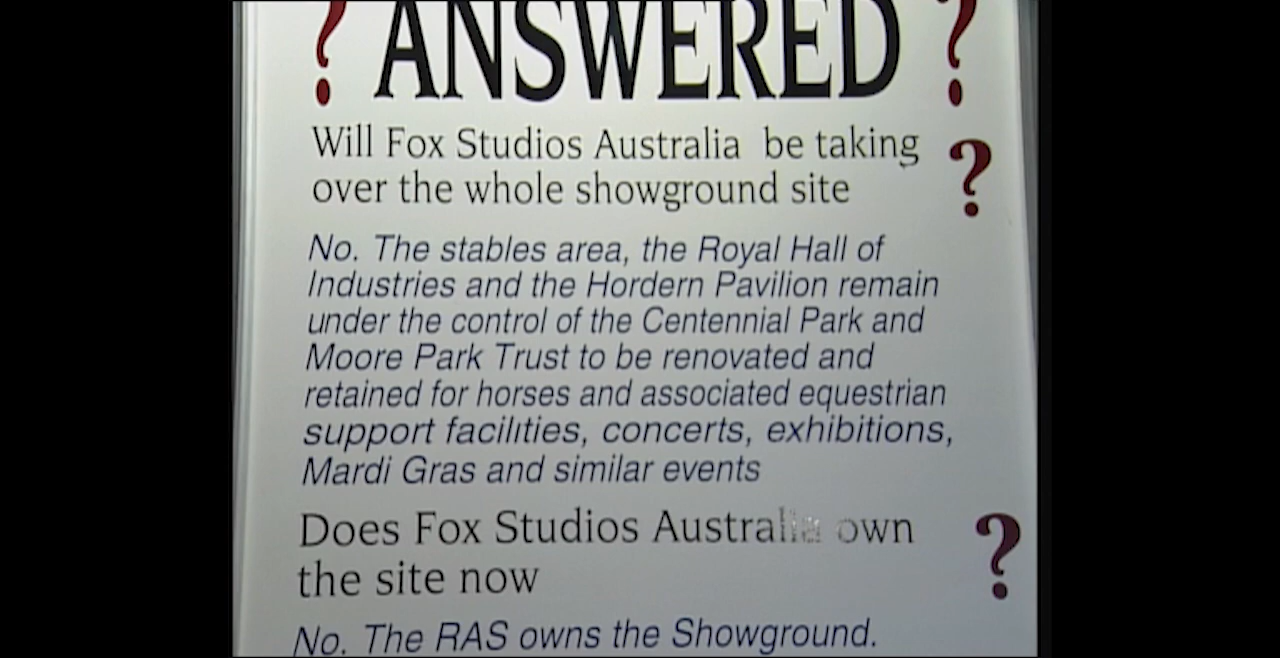 ? ANSWERED ?
Will Fox Studios Australia be taking
over the whole showground site ?
No. The stables area, the Royal Hall of
Industries and the Hordern Pavilion remain
under the control of the Centennial Park and
Moore Park Trust to be renovated and
retained for horses and associated equestrian
support facilities, concerts, exhibitions,
Mardi Gras and similar events
Does Fox Studios Australia own
the site now ?
No. The RAS owns the Showground.